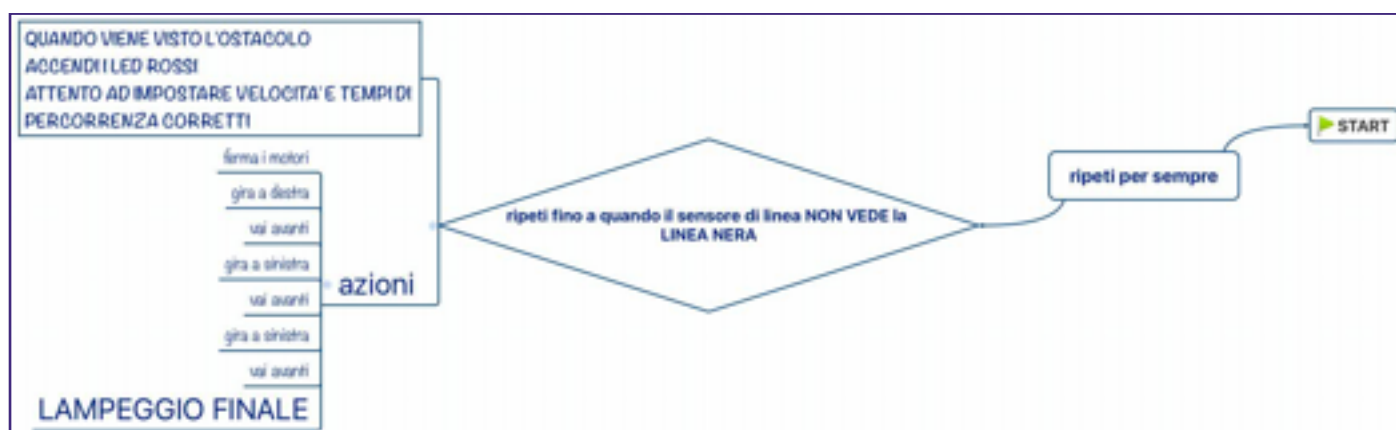 QUANDO VIENE VISTO L'OSTACOLO
ACCENDI I LED ROSSI
ATTENTO AD IMPOSTARE VELOCITA' E TEMPI DI
PERCORRENZA CORRETTI
ferma i motori
gira a destra
vai avanti
gira a sinistra
vai avanti
gira a sinistra
vai avanti
LAMPEGGIO FINALE
azioni
ripeti fino a quando il sensore di linea NON VEDE la
LINEA NERA
ripeti per sempre
START